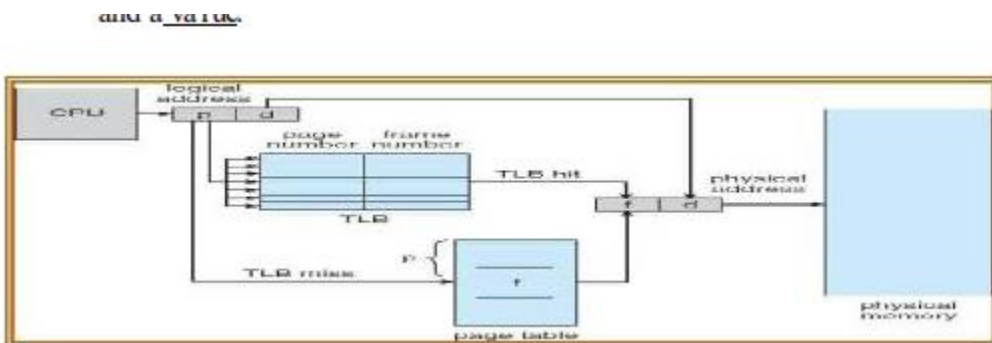 and a value.
logical
address
CPU
p d
page number frame number
TLB hit
physical
address
f d
TLB
p
TLB miss
f
page table
physical
memory